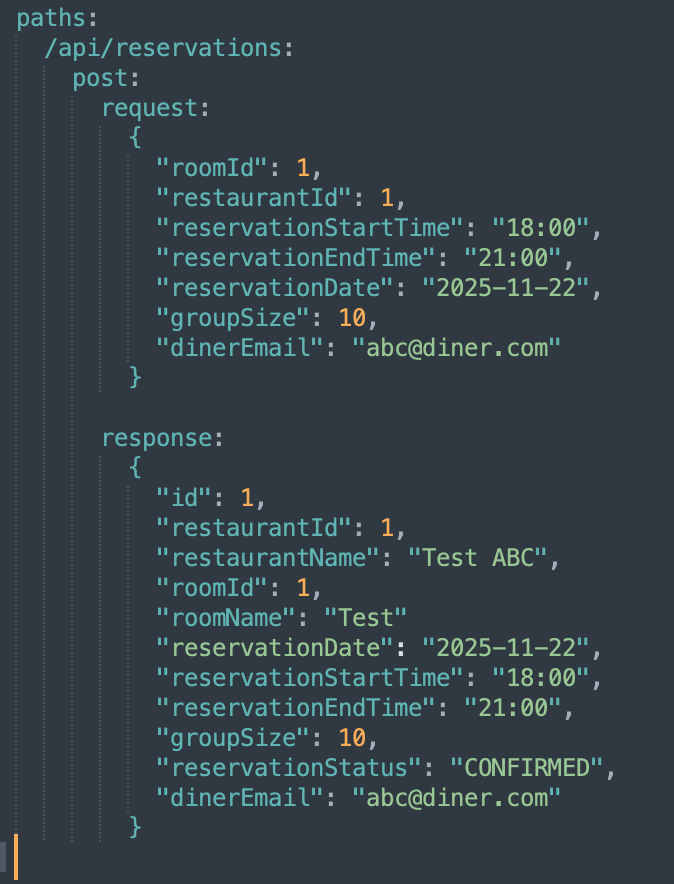 paths:
  /api/reservations:
    post:
      request:
        {
          "roomId": 1,
          "restaurantId": 1,
          "reservationStartTime": "18:00",
          "reservationEndTime": "21:00",
          "reservationDate": "2025-11-22",
          "groupSize": 10,
          "dinerEmail": "abc@diner.com"
        }

      response:
        {
          "id": 1,
          "restaurantId": 1,
          "restaurantName": "Test ABC",
          "roomId": 1,
          "roomName": "Test"
          "reservationDate": "2025-11-22",
          "reservationStartTime": "18:00",
          "reservationEndTime": "21:00",
          "groupSize": 10,
          "reservationStatus": "CONFIRMED",
          "dinerEmail": "abc@diner.com"
        }